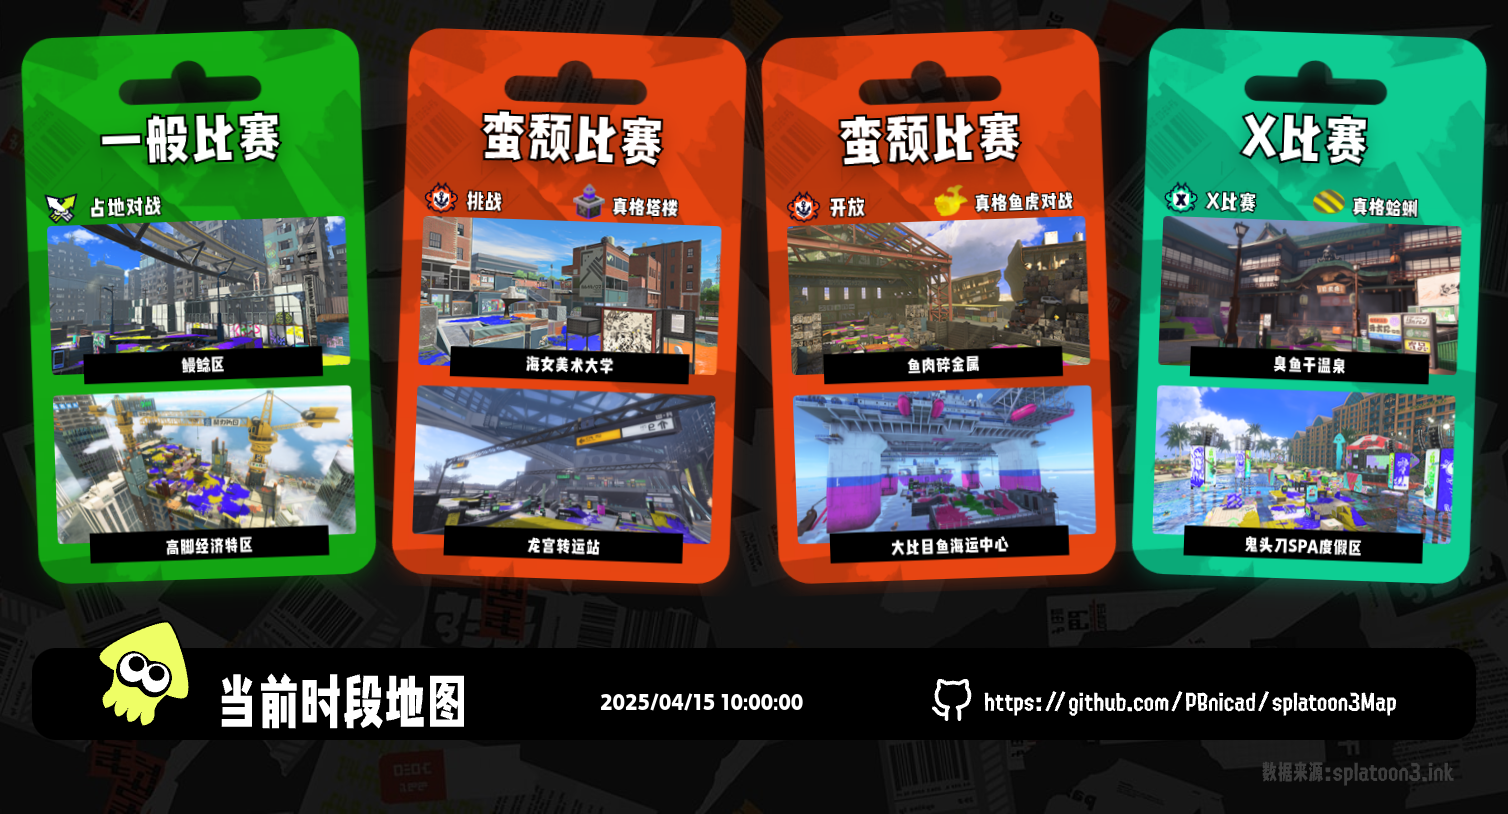 一般比赛
占地对战
鳗鲶区
高脚经济特区
蛮颓比赛
挑战
真格塔楼
海女美术大学
龙宫转运站
蛮颓比赛
开放
真格鱼虎对战
鱼肉碎金属
大比目鱼海运中心
X比赛
X比赛
真格蛤蜊
臭鱼干温泉
鬼头刀SPA度假区
当前时段地图
2025/04/15 10:00:00
https://github.com/PBnicad/splatoon3Map
数据来源:splatoon3.ink